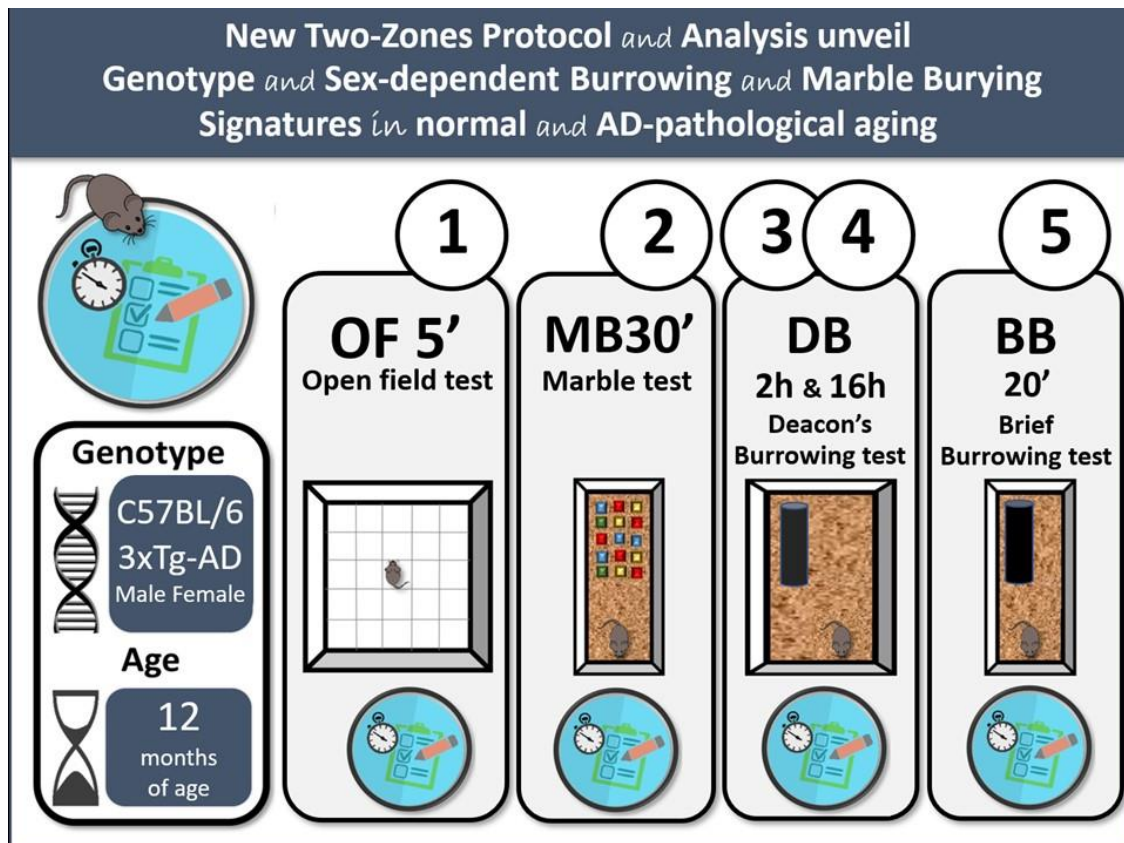 New Two-Zones Protocol and Analysis unveil
Genotype and Sex-dependent Burrowing and Marble Burying
Signatures in normal and AD-pathological aging
Genotype
C57BL/6
3xTg-AD
Male Female
Age
12
months
of age
1
OF 5’
Open field test
2
MB30’
Marble test
3
4
DB
2h & 16h
Deacon’s
Burrowing test
5
BB
20’
Brief
Burrowing test